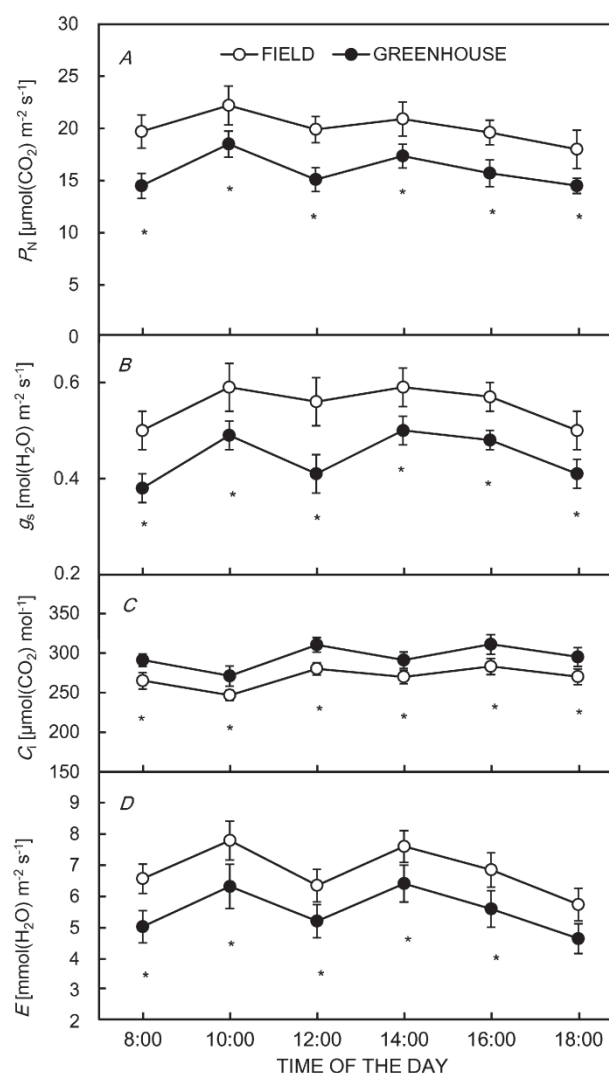 A
FIELD GREENHOUSE
30
25
20
15
10
5
0
P_N [µmol(CO₂) m⁻² s⁻¹]
* * * * * *
B
0.6
0.4
0.2
g_s [mol(H₂O) m⁻² s⁻¹]
* * * * * *
C
350
300
250
200
150
C_i [µmol(CO₂) mol⁻¹]
* * * * * *
D
9
8
7
6
5
4
3
2
E [mmol(H₂O) m⁻² s⁻¹]
* * * * * *
8:00 10:00 12:00 14:00 16:00 18:00
TIME OF THE DAY